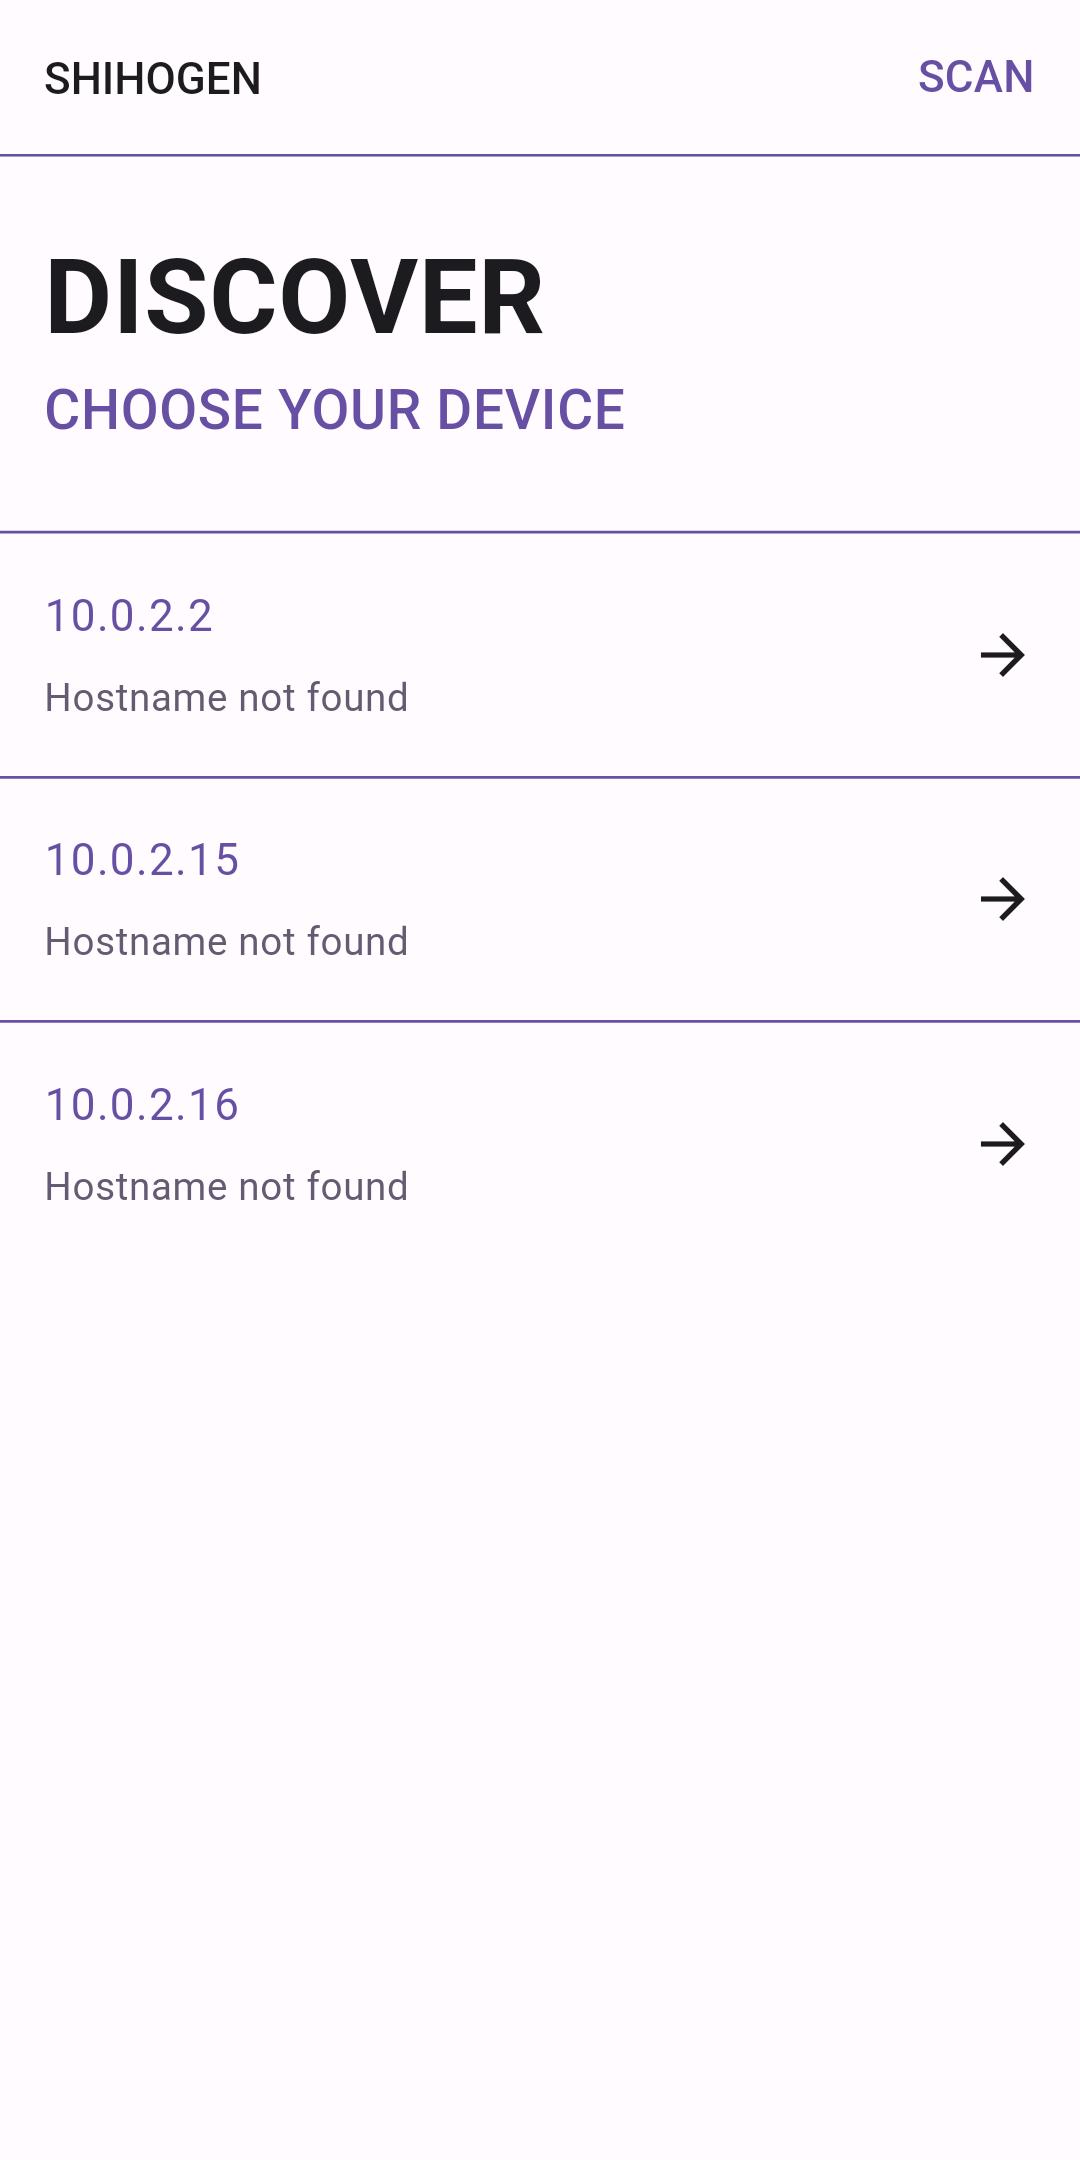 SHIHOGEN
SCAN
DISCOVER
CHOOSE YOUR DEVICE
10.0.2.2
Hostname not found
10.0.2.15
Hostname not found
10.0.2.16
Hostname not found